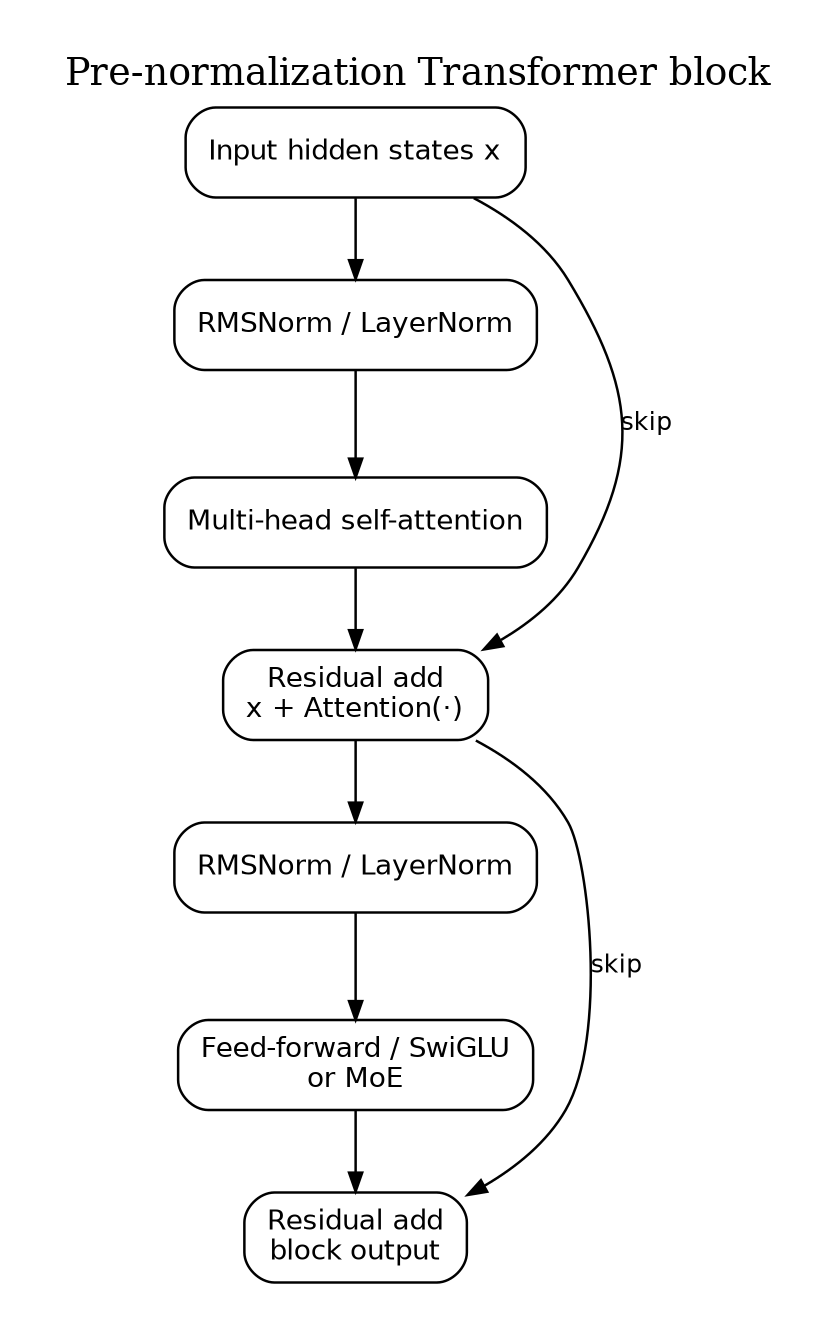 Pre-normalization Transformer block
Input hidden states x
RMSNorm / LayerNorm
skip
Multi-head self-attention
Residual add
x + Attention(·)
RMSNorm / LayerNorm
skip
Feed-forward / SwiGLU
or MoE
Residual add
block output